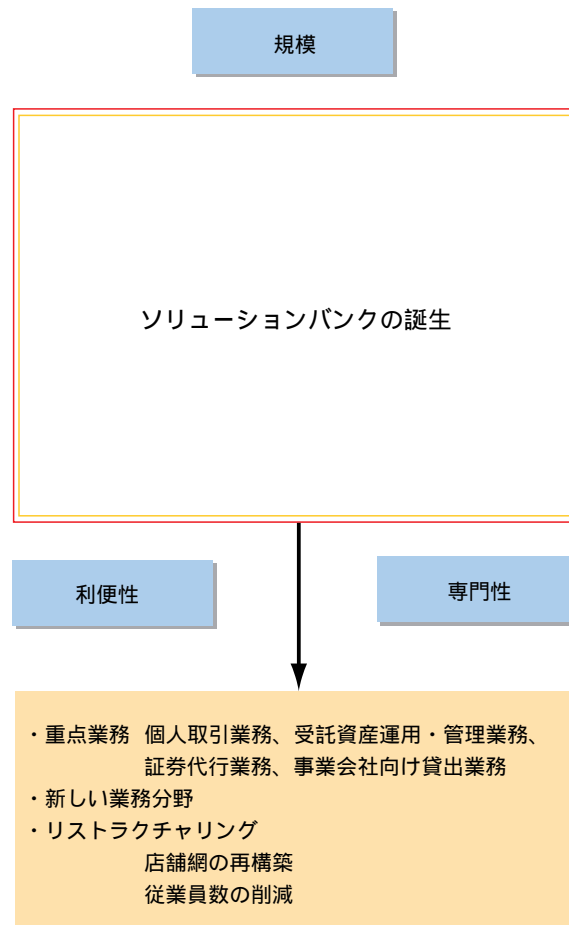 規模
ソリューションバンクの誕生
利便性
専門性
・重点業務 個人取引業務、受託資産運用・管理業務、
証券代行業務、事業会社向け貸出業務
・新しい業務分野
・リストラクチャリング
店舗網の再構築
従業員数の削減